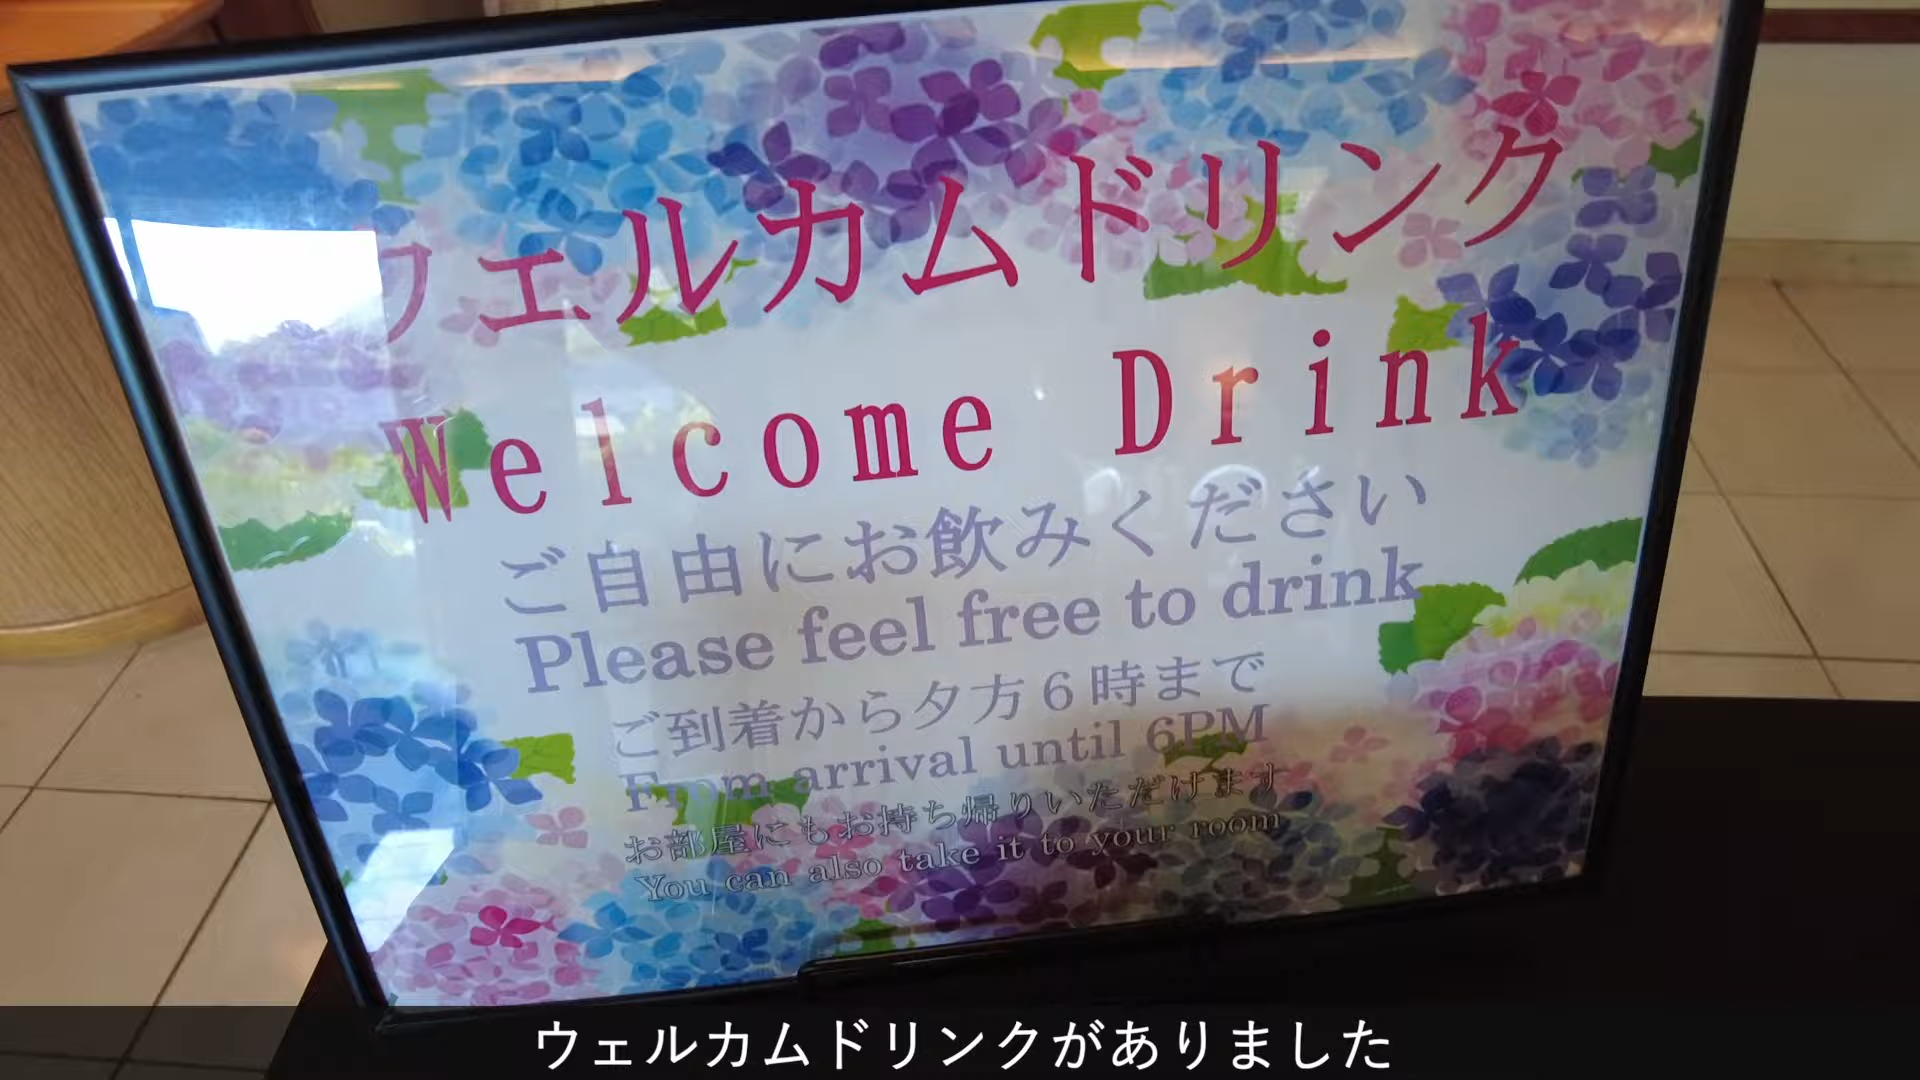 ウェルカムドリンク
Welcome Drink
ご自由にお飲みください
Please feel free to drink
ご到着から夕方6時まで
From arrival until 6PM
お部屋にもお持ち帰りいただけます
You can also take it to your room
ウェルカムドリンクがありました